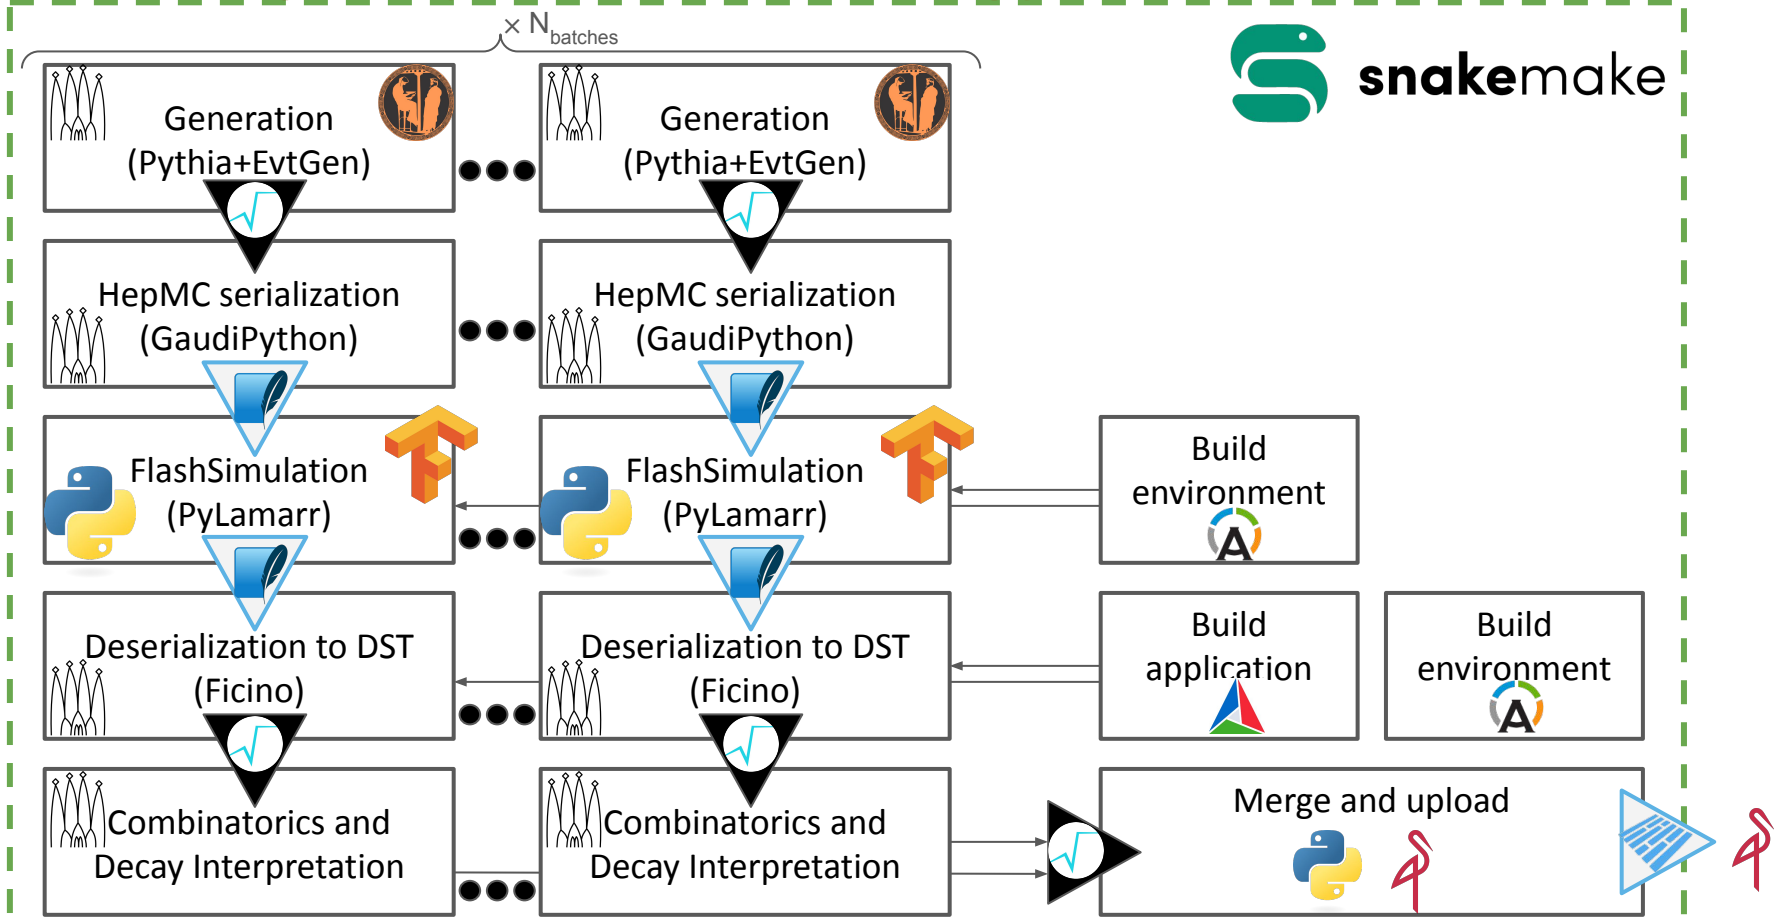 × N_batches
snakemake
Generation
(Pythia+EvtGen)
Generation
(Pythia+EvtGen)
HepMC serialization
(GaudiPython)
HepMC serialization
(GaudiPython)
FlashSimulation
(PyLamarr)
FlashSimulation
(PyLamarr)
Build
environment
A
Deserialization to DST
(Ficino)
Deserialization to DST
(Ficino)
Build
application
Build
environment
A
Combinatorics and
Decay Interpretation
Combinatorics and
Decay Interpretation
Merge and upload